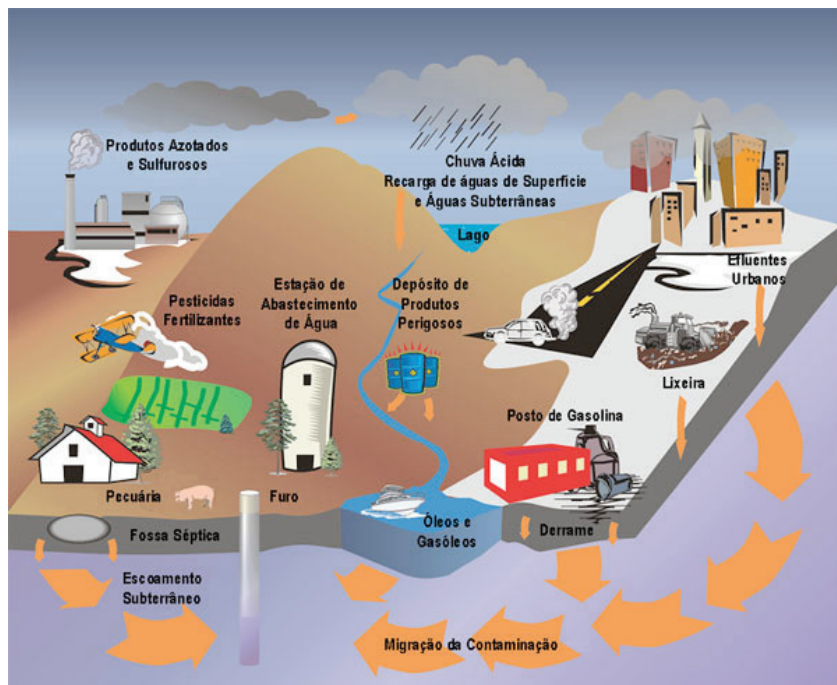 Produtos Azotados
e Sulfurosos
Chuva Ácida
Recarga de águas de Superfície
e Águas Subterrâneas
Lago
Efluentes
Urbanos
Pesticidas
Fertilizantes
Estação de
Abastecimento
de Água
Depósito de
Produtos
Perigosos
Lixeira
Posto de Gasolina
Pecuária
Furo
Fossa Séptica
Óleos e
Gasóleos
Derrame
Escoamento
Subterrâneo
Migração da Contaminação